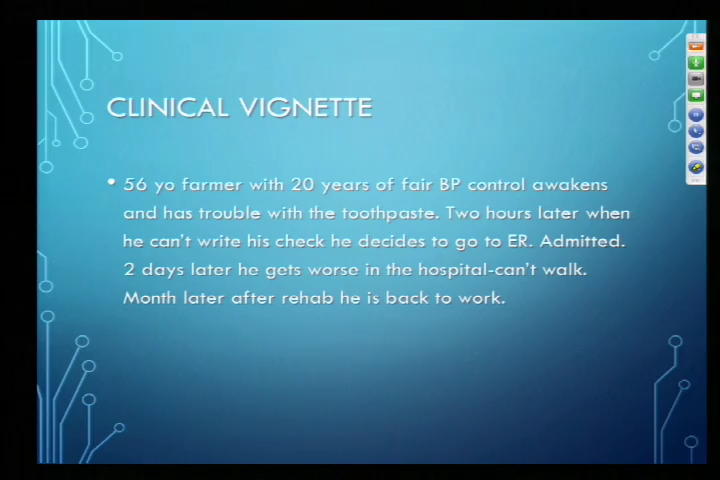 CLINICAL VIGNETTE
• 56 yo farmer with 20 years of fair BP control awakens
and has trouble with the toothpaste. Two hours later when
he can't write his check he decides to go to ER. Admitted.
2 days later he gets worse in the hospital-can't walk.
Month later after rehab he is back to work.